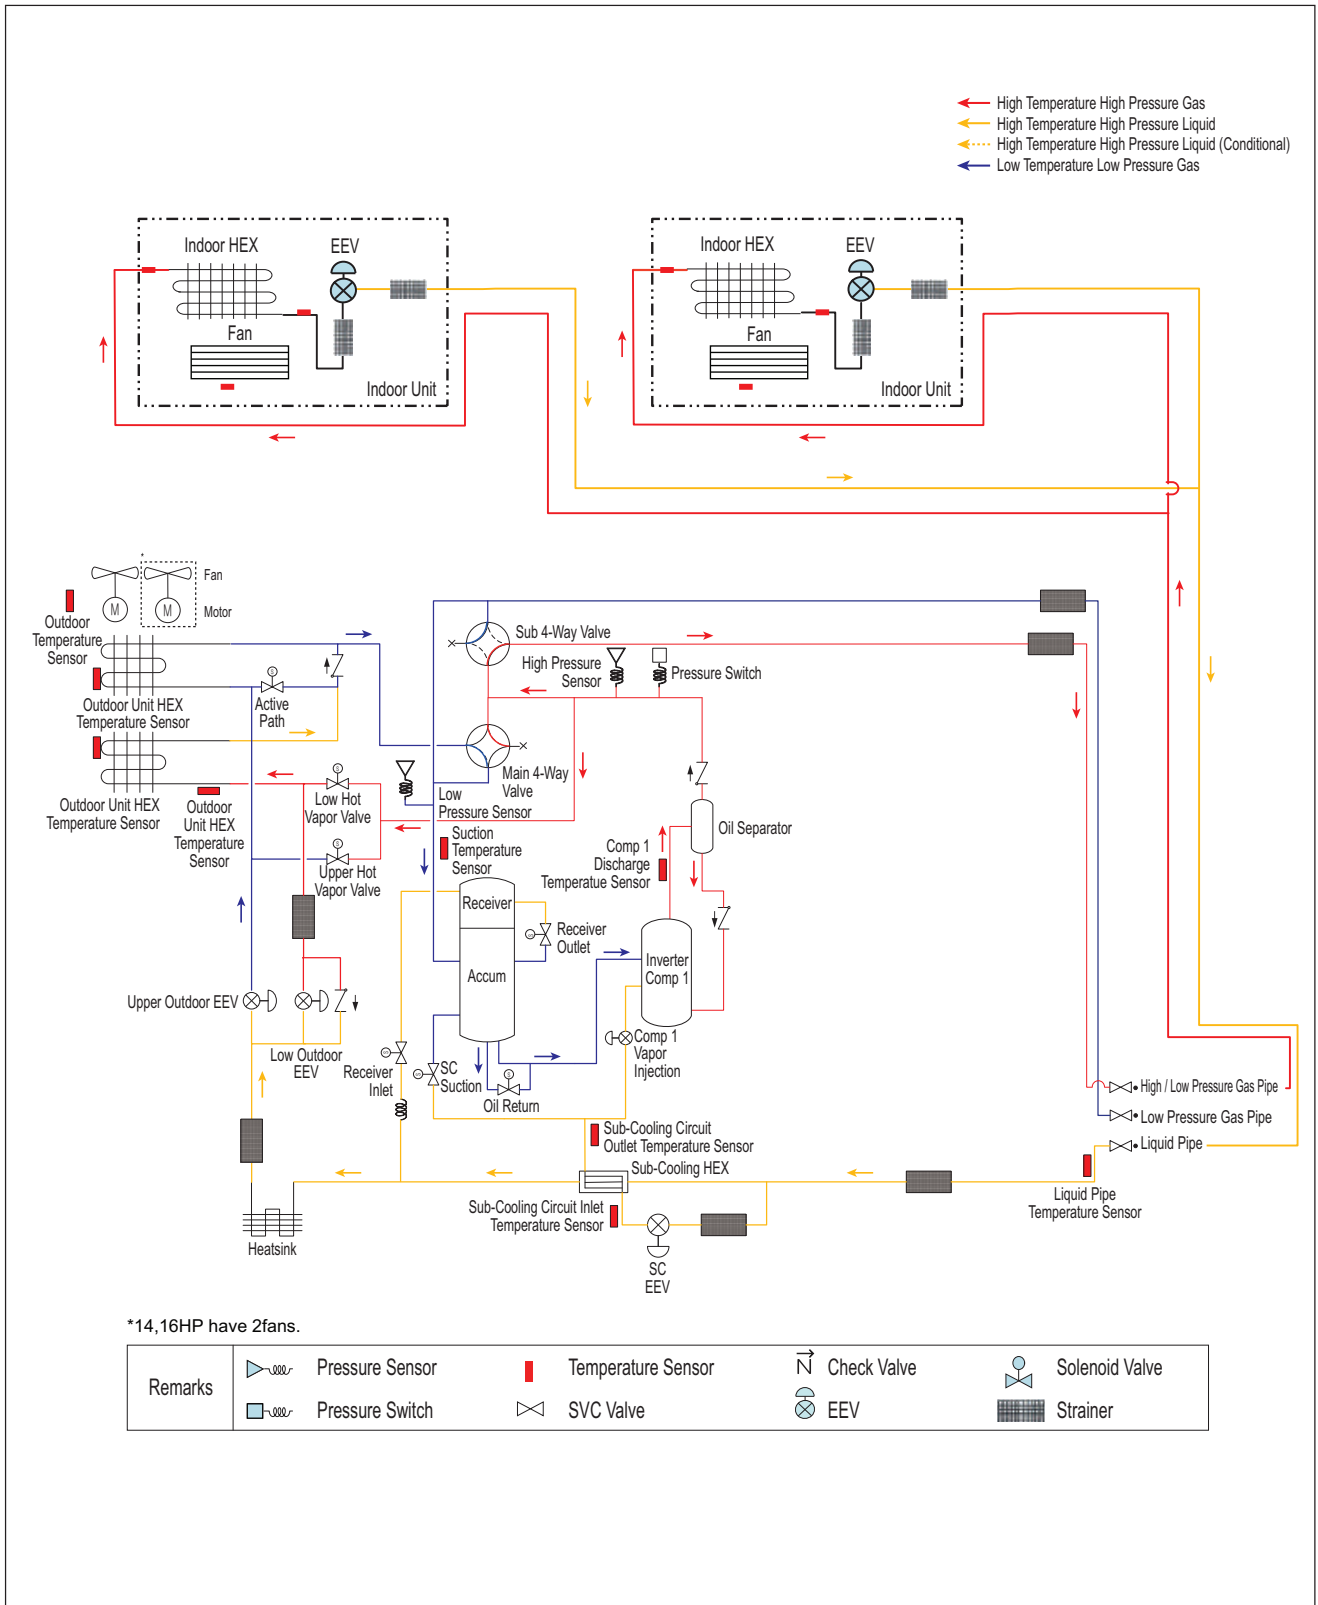 High Temperature High Pressure Gas
High Temperature High Pressure Liquid
High Temperature High Pressure Liquid (Conditional)
Low Temperature Low Pressure Gas
Indoor HEX
EEV
Fan
Indoor Unit
Indoor HEX
EEV
Fan
Indoor Unit
*
Fan
M
M
Motor
Outdoor
Temperature
Sensor
Sub 4-Way Valve
High Pressure
Sensor
Pressure Switch
S
Active
Path
Outdoor Unit HEX
Temperature Sensor
Main 4-Way
Valve
S
Low Hot
Vapor Valve
Low
Pressure Sensor
Outdoor Unit HEX
Temperature Sensor
Outdoor
Unit HEX
Temperature
Sensor
Suction
Temperature
Sensor
Oil Separator
Comp 1
Discharge
Temperatue Sensor
S
Upper Hot
Vapor Valve
Receiver
S
Receiver
Outlet
Accum
Inverter
Comp 1
Upper Outdoor EEV
Low Outdoor
EEV
S
Receiver
Inlet
S
SC
Suction
S
Oil Return
Comp 1
Vapor
Injection
High / Low Pressure Gas Pipe
Low Pressure Gas Pipe
Liquid Pipe
Sub-Cooling Circuit
Outlet Temperature Sensor
Sub-Cooling HEX
Sub-Cooling Circuit Inlet
Temperature Sensor
Liquid Pipe
Temperature Sensor
Heatsink
SC
EEV
*14,16HP have 2fans.
Remarks
Pressure Sensor
Temperature Sensor
Check Valve
Solenoid Valve
Pressure Switch
SVC Valve
EEV
Strainer